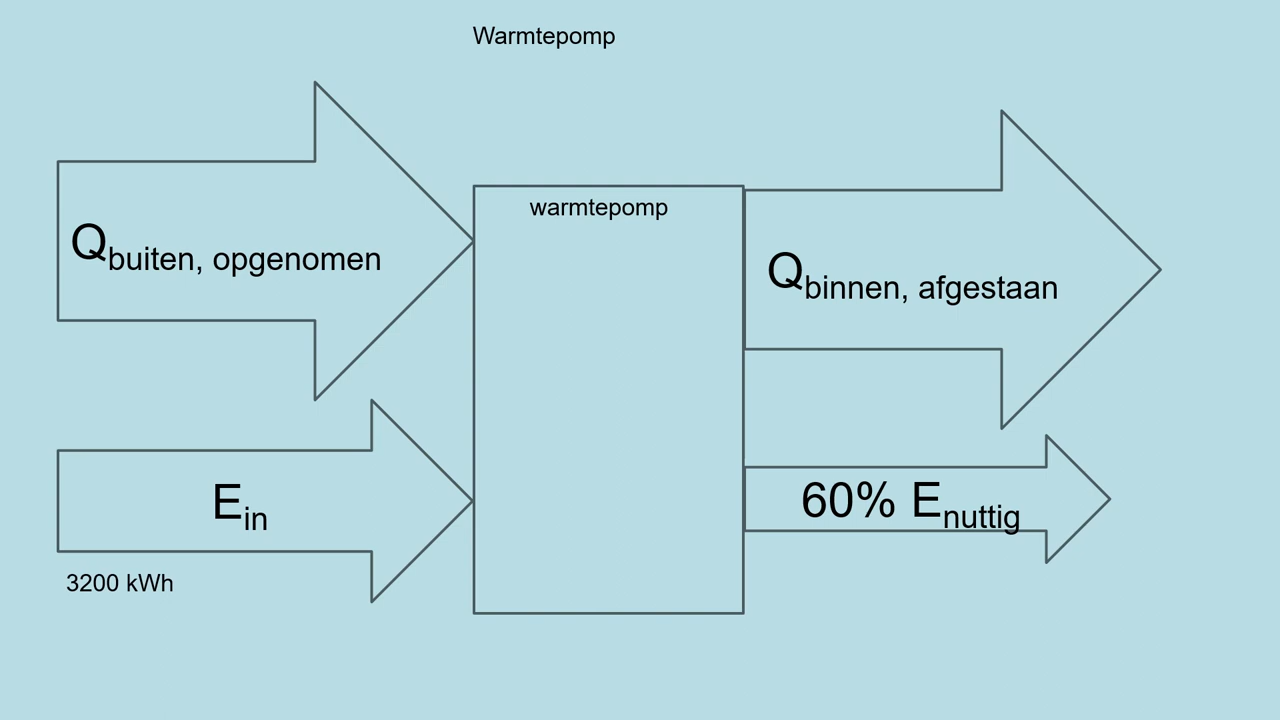 Warmtepomp
warmtepomp
Qbuiten, opgenomen
Qbinnen, afgestaan
Ein
60% Enuttig
3200 kWh